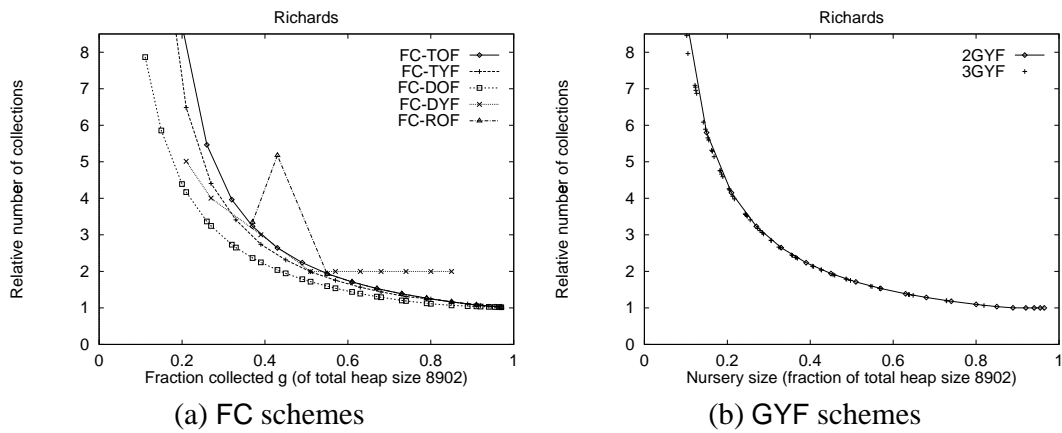 Richards
Relative number of collections
8
7
6
5
4
3
2
1
0
FC-TOF
FC-TYF
FC-DOF
FC-DYF
FC-ROF
0 0.2 0.4 0.6 0.8 1
Fraction collected g (of total heap size 8902)
(a) FC schemes
Richards
Relative number of collections
8
7
6
5
4
3
2
1
0
2GYF
3GYF
0 0.2 0.4 0.6 0.8 1
Nursery size (fraction of total heap size 8902)
(b) GYF schemes